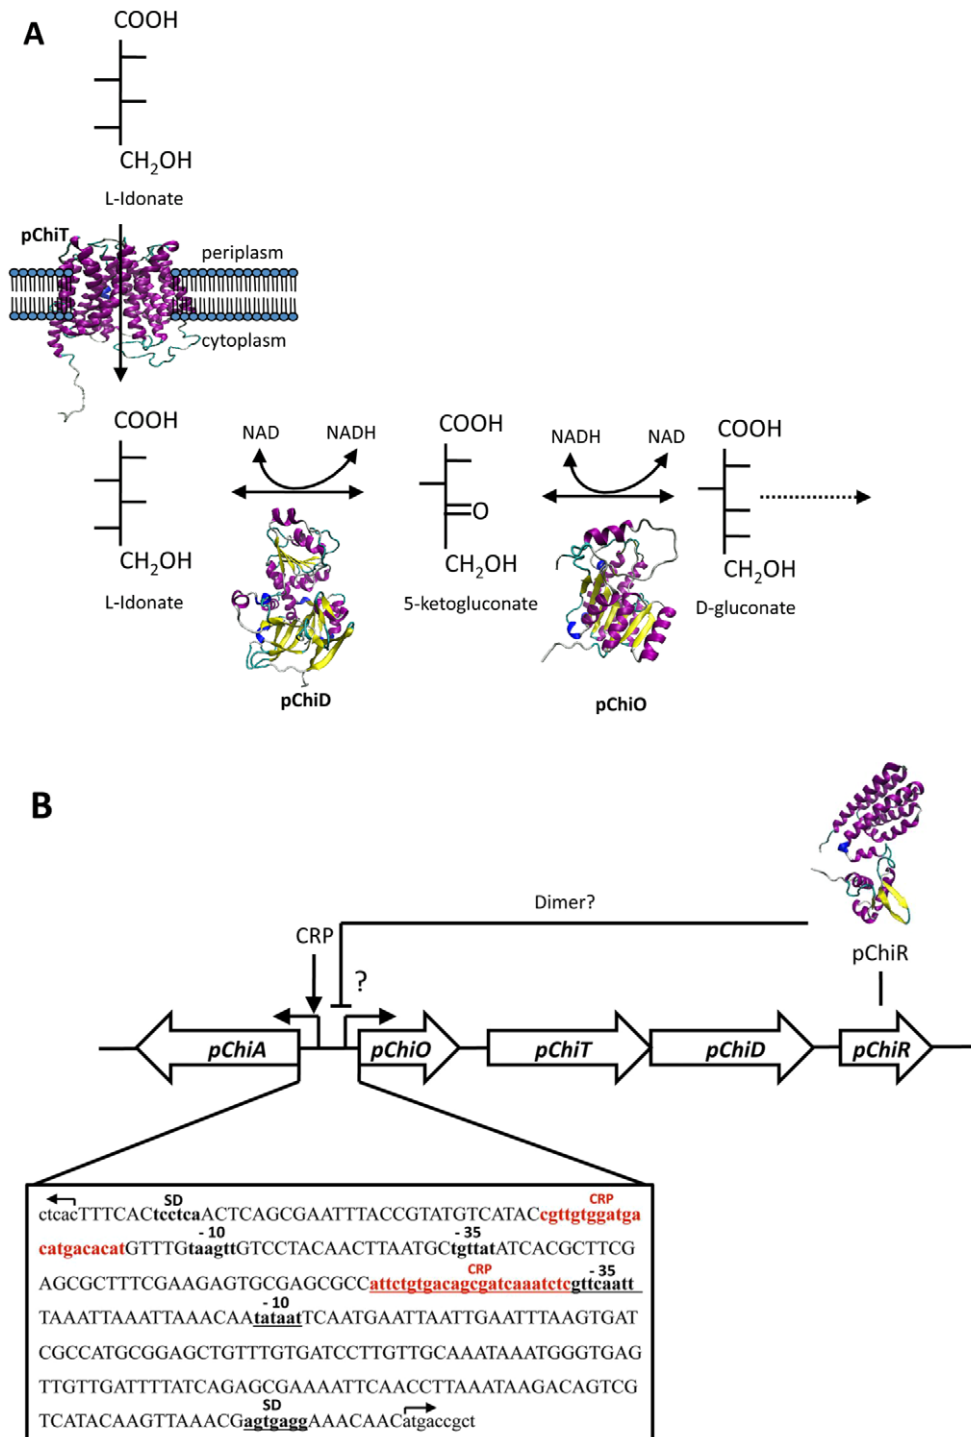 A
COOH
CH2OH
L-Idonate
pChiT
periplasm
cytoplasm
COOH
NAD NADH
COOH
NADH NAD
COOH
O
CH2OH
CH2OH
CH2OH
L-Idonate
5-ketogluconate
D-gluconate
pChiD
pChiO
B
Dimer?
CRP
?
pChiR
pChiA
pChiO
pChiT
pChiD
pChiR
SD CRP
ctcacTTTCACtcctcaACTCAGCGAATTTACCGTATGTCATACcgttgtggatga
- 10 - 35
catgacacatGTTTGtaagttGTCCTACAACTTAATGCtgttatATCACGCTTCG
CRP - 35
AGCGCTTTCGAAGAGTGCGAGCGCCattctgtgacagcgatcaaatctcgttcaatt
- 10
TAAATTAAATTAAACAAtataatTCAATGAATTAATTGAATTTAAGTGAT
CGCCATGCGGAGCTGTTTGTGATCCTTGTTGCAAATAAATGGGTGAG
TTGTTGATTTTATCAGAGCGAAAATTCAACCTTAAATAAGACAGTCG
SD
TCATACAAGTTAAACGagtgaggAAACAACatgaccgct